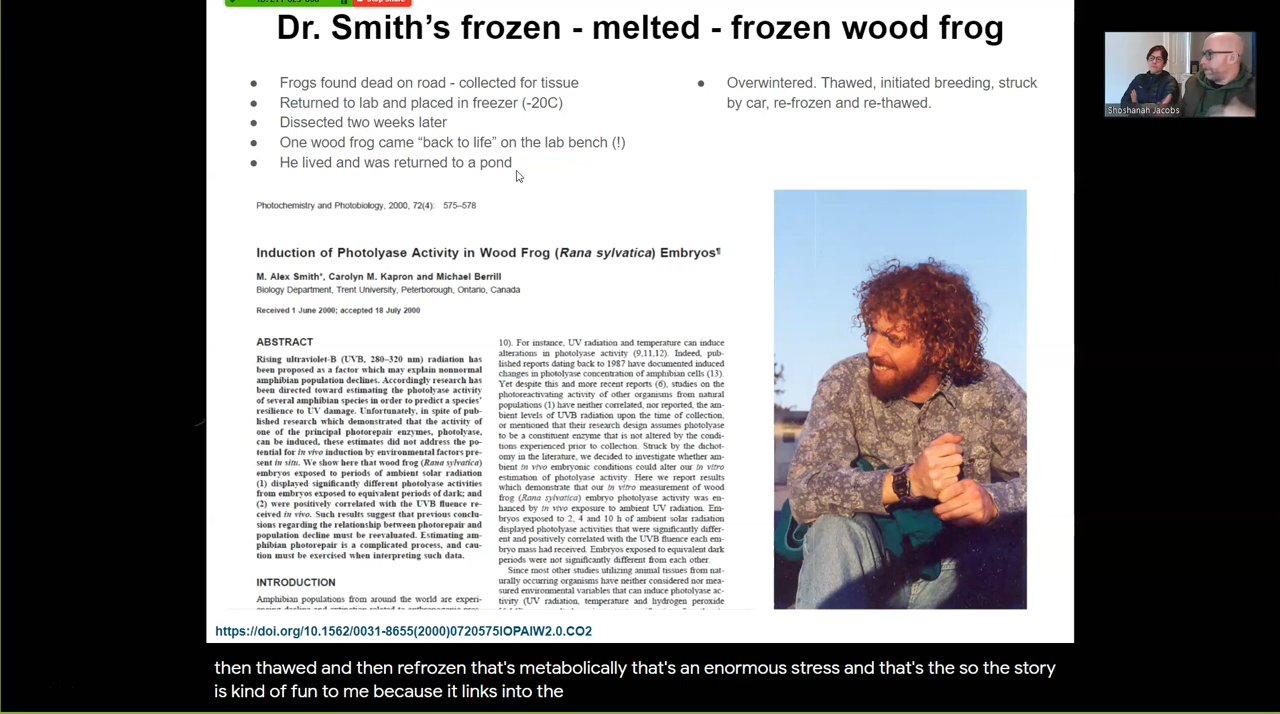 Dr. Smith's frozen - melted - frozen wood frog
● Frogs found dead on road - collected for tissue
● Returned to lab and placed in freezer (-20C)
● Dissected two weeks later
● One wood frog came “back to life” on the lab bench (!)
● He lived and was returned to a pond
● Overwintered. Thawed, initiated breeding, struck
by car, re-frozen and re-thawed.
Shoshanah Jacobs
Photochemistry and Photobiology, 2000, 72(4): 575–578
Induction of Photolyase Activity in Wood Frog (Rana sylvatica) Embryos¶
M. Alex Smith*, Carolyn M. Kapron and Michael Berrill
Biology Department, Trent University, Peterborough, Ontario, Canada
Received 1 June 2000; accepted 18 July 2000
ABSTRACT
Rising ultraviolet-B (UVB, 280–320 nm) radiation has
been proposed as a factor which may explain nonnormal
amphibian population declines. Accordingly research has
been directed toward estimating the photolyase activity
of several amphibian species in order to predict a species'
resilience to UV damage. Unfortunately, in spite of pub-
lished research which demonstrated that the activity of
one of the principal photorepair enzymes, photolyase,
can be induced, these estimates did not address the po-
tential for in vivo induction by environmental factors pre-
sent in situ. We show here that wood frog (Rana sylvatica)
embryos exposed to periods of ambient solar radiation
(1) displayed significantly different photolyase activities
from embryos exposed to equivalent periods of dark; and
(2) were positively correlated with the UVB fluence re-
ceived in vivo. Such results suggest that previous conclu-
sions regarding the relationship between photorepair and
population decline must be reevaluated. Estimating am-
phibian photorepair is a complicated process, and cau-
tion must be exercised when interpreting such data.
INTRODUCTION
Amphibian populations from around the world are experi-
10). For instance, UV radiation and temperature can induce
alterations in photolyase activity (9,11,12). Indeed, pub-
lished reports dating back to 1987 have documented induced
changes in photolyase concentration of amphibian cells (13).
Yet despite this and more recent reports (6), studies on the
photoreactivating activity of other organisms from natural
populations (1) have neither correlated, nor reported, the am-
bient levels of UVB radiation upon the time of collection,
or mentioned that their research design assumes photolyase
to be a constituent enzyme that is not altered by the condi-
tions experienced prior to collection. Struck by the dichot-
omy in the literature, we decided to investigate whether am-
bient in vivo embryonic conditions could alter our in vitro
estimation of photolyase activity. Here we report results
which demonstrate that our in vitro measurement of wood
frog (Rana sylvatica) embryo photolyase activity was en-
hanced by in vivo exposure to ambient UV radiation. Em-
bryos exposed to 2, 4 and 10 h of ambient solar radiation
displayed photolyase activities that were significantly differ-
ent and positively correlated with the UVB fluence each em-
bryo mass had received. Embryos exposed to equivalent dark
periods were not significantly different from each other.
Since most other studies utilizing animal tissues from nat-
urally occurring organisms have neither considered nor mea-
sured environmental variables that can induce photolyase ac-
tivity (UV radiation, temperature and hydrogen peroxide
https://doi.org/10.1562/0031-8655(2000)0720575IOPAIW2.0.CO2
then thawed and then refrozen that's metabolically that's an enormous stress and that's the so the story
is kind of fun to me because it links into the